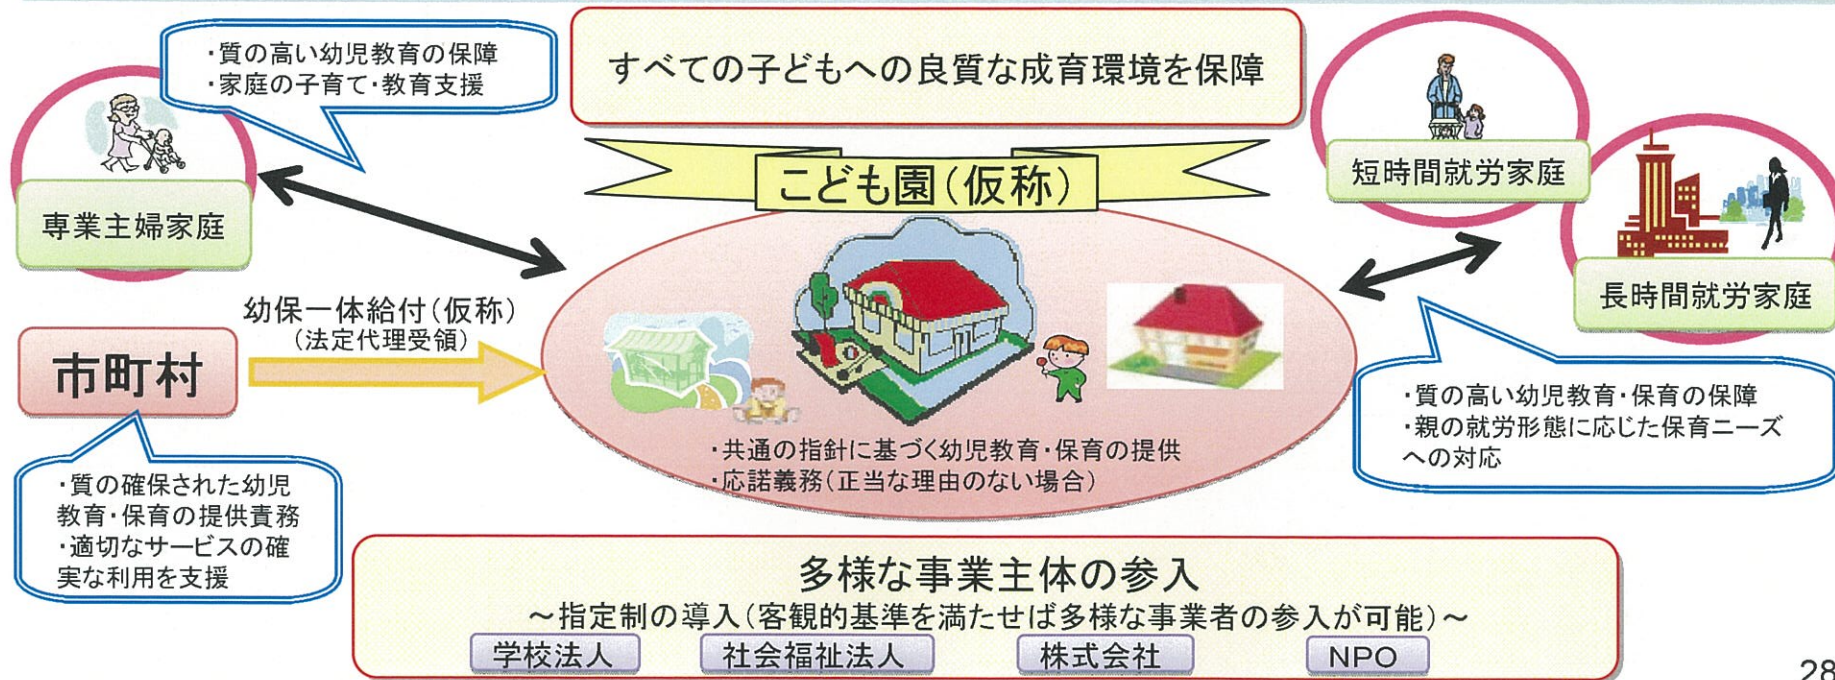 ・質の高い幼児教育の保障
・家庭の子育て・教育支援
すべての子どもへの良質な成育環境を保障
こども園(仮称)
専業主婦家庭
短時間就労家庭
長時間就労家庭
幼保一体給付(仮称)
(法定代理受領)
市町村
・質の確保された幼児
教育・保育の提供責務
・適切なサービスの確
実な利用を支援
・共通の指針に基づく幼児教育・保育の提供
・応諾義務(正当な理由のない場合)
・質の高い幼児教育・保育の保障
・親の就労形態に応じた保育ニーズ
への対応
多様な事業主体の参入
～指定制の導入(客観的基準を満たせば多様な事業者の参入が可能)～
学校法人
社会福祉法人
株式会社
NPO
28